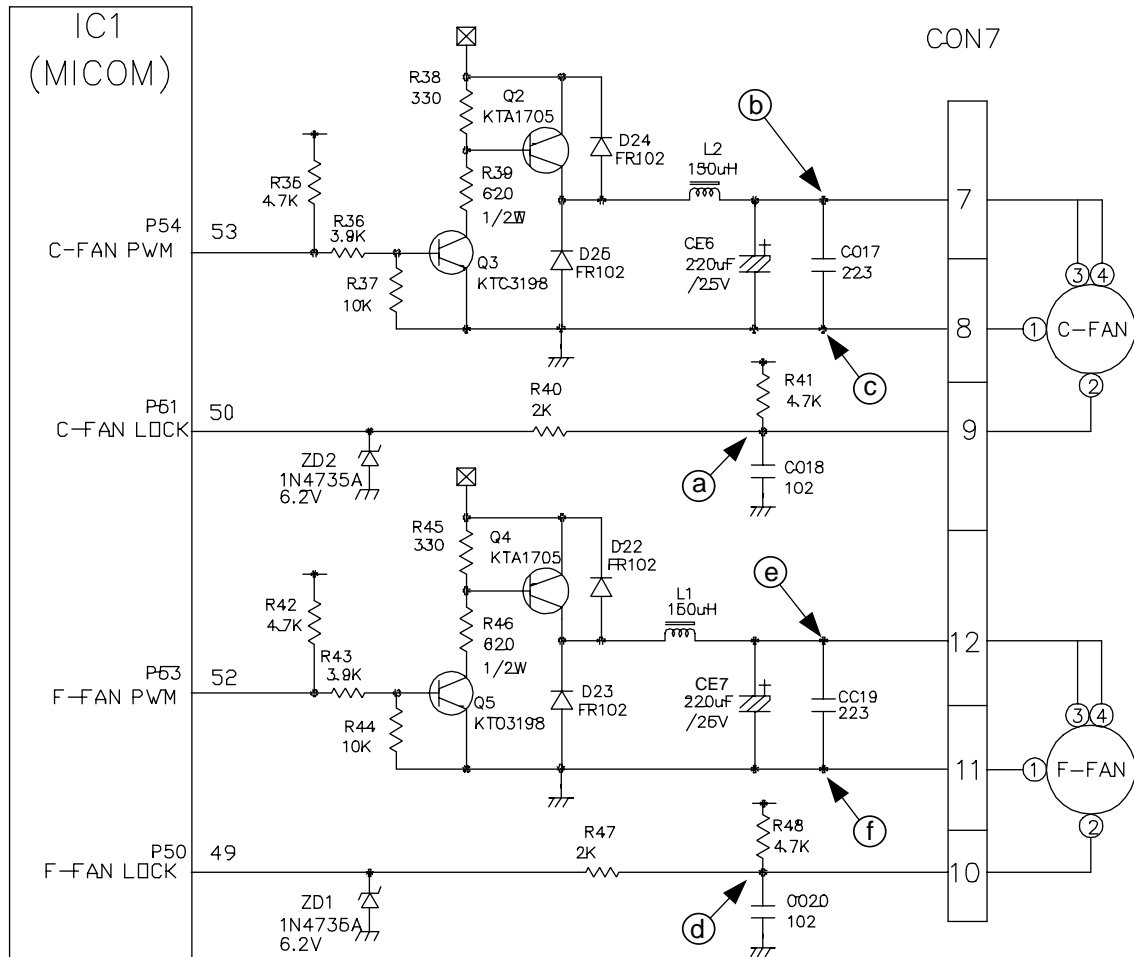 IC1
(MICOM)
CON7
R38
330
Q2
KTA1705
D24
FR102
b
L2
150uH
R35
4.7K
R39
620
1/2W
P54
53
C-FAN PWM
R36
3.9K
Q3
KTC3198
R37
10K
D25
FR102
CE6
220uF
/25V
C017
223
7
3
4
8
1
C-FAN
c
2
R40
2K
R41
4.7K
P51
50
C-FAN LOCK
9
ZD2
1N4735A
6.2V
a
C018
102
R45
330
Q4
KTA1705
D22
FR102
e
L1
150uH
R42
4.7K
R46
620
1/2W
12
P53
52
F-FAN PWM
R43
3.9K
Q5
KT03198
R44
10K
D23
FR102
CE7
220uF
/25V
CC19
223
3
4
11
1
F-FAN
f
2
R47
2K
R48
4.7K
P50
49
F-FAN LOCK
10
ZD1
1N4735A
6.2V
d
0020
102